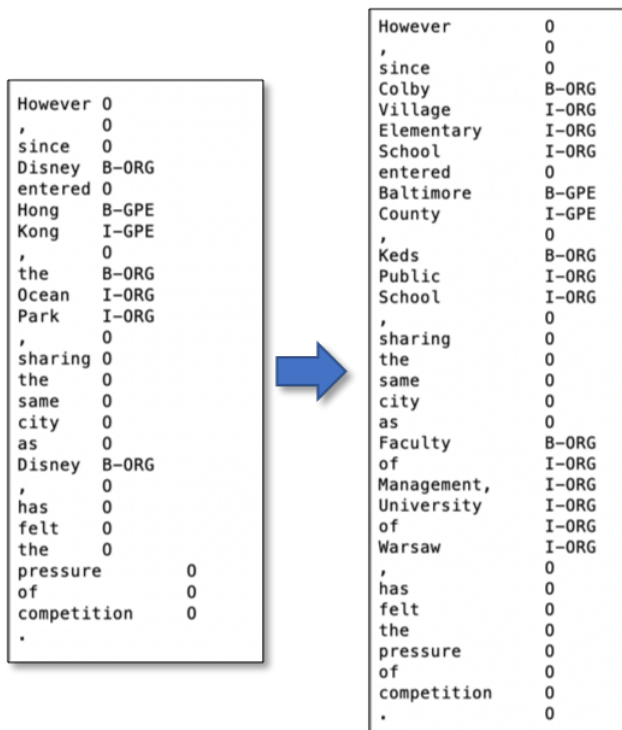 However O
, O
since O
Disney B-ORG
entered O
Hong B-GPE
Kong I-GPE
, O
the B-ORG
Ocean I-ORG
Park I-ORG
, O
sharing O
the O
same O
city O
as O
Disney B-ORG
, O
has O
felt O
the O
pressure O
of O
competition O
.
However O
, O
since O
Colby B-ORG
Village I-ORG
Elementary I-ORG
School I-ORG
entered O
Baltimore B-GPE
County I-GPE
, O
Keds B-ORG
Public I-ORG
School I-ORG
, O
sharing O
the O
same O
city O
as O
Faculty B-ORG
of I-ORG
Management, I-ORG
University I-ORG
of I-ORG
Warsaw I-ORG
, O
has O
felt O
the O
pressure O
of O
competition O
. O